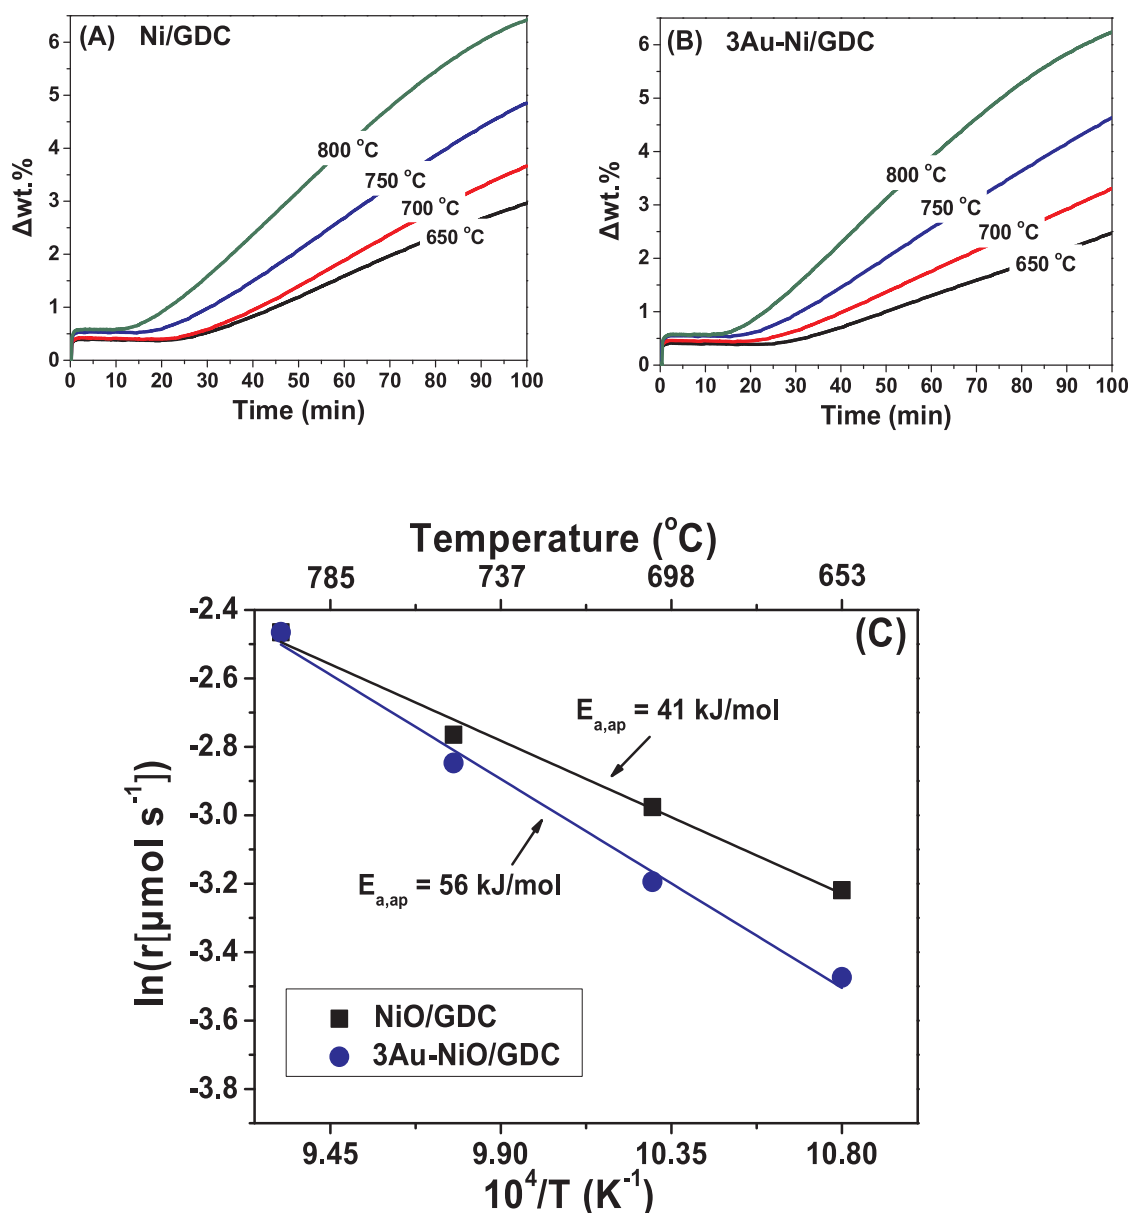 (A) Ni/GDC
6
5
4
3
2
1
0
Δwt.%
800 °C
750 °C
700 °C
650 °C
0 10 20 30 40 50 60 70 80 90 100
Time (min)
(B) 3Au-Ni/GDC
6
5
4
3
2
1
0
Δwt.%
800 °C
750 °C
700 °C
650 °C
0 10 20 30 40 50 60 70 80 90 100
Time (min)
Temperature (°C)
785 737 698 653
(C)
-2.4
-2.6
-2.8
-3.0
-3.2
-3.4
-3.6
-3.8
ln(r[μmol s⁻¹])
Eₐ,ₐₚ = 41 kJ/mol
Eₐ,ₐₚ = 56 kJ/mol
NiO/GDC
3Au-NiO/GDC
9.45 9.90 10.35 10.80
10⁴/T (K⁻¹)